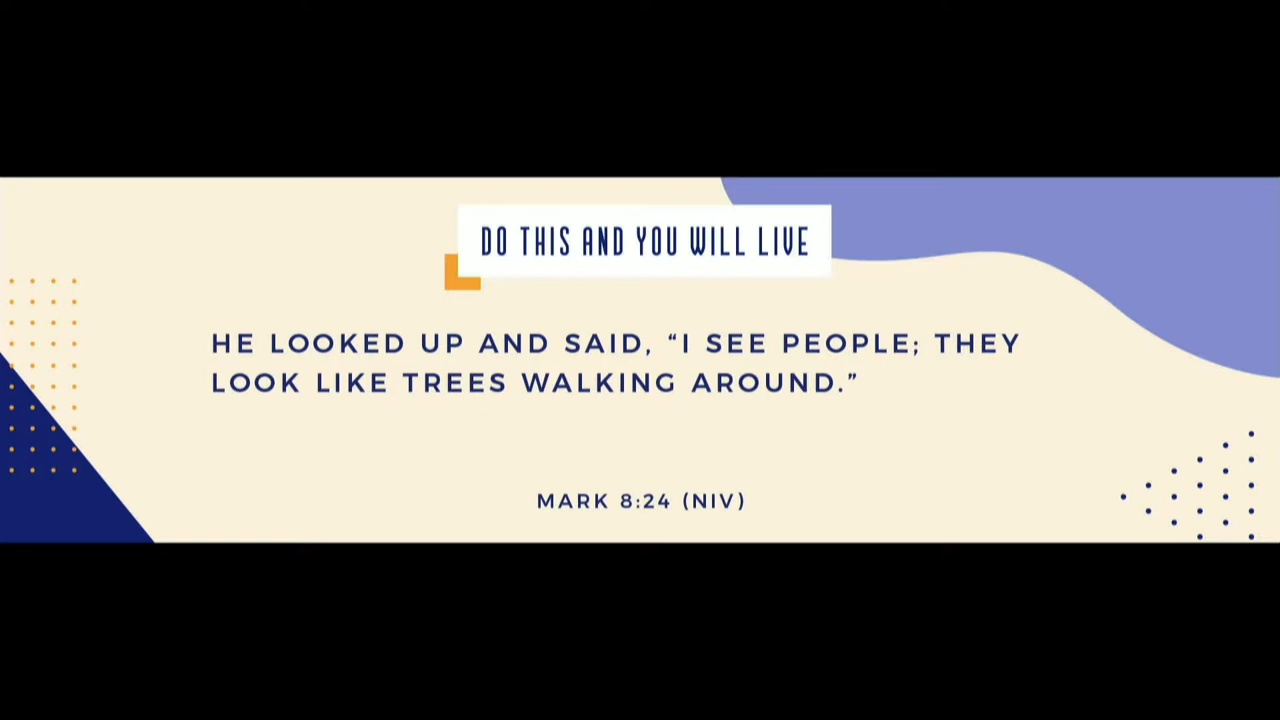 DO THIS AND YOU WILL LIVE
HE LOOKED UP AND SAID, “I SEE PEOPLE; THEY
LOOK LIKE TREES WALKING AROUND.”
MARK 8:24 (NIV)